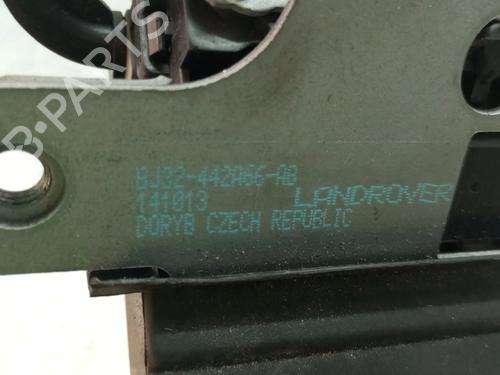 BJ32-442A66-AB
141013 LANDROVER
DORYB CZECH REPUBLIC
B-PARTS